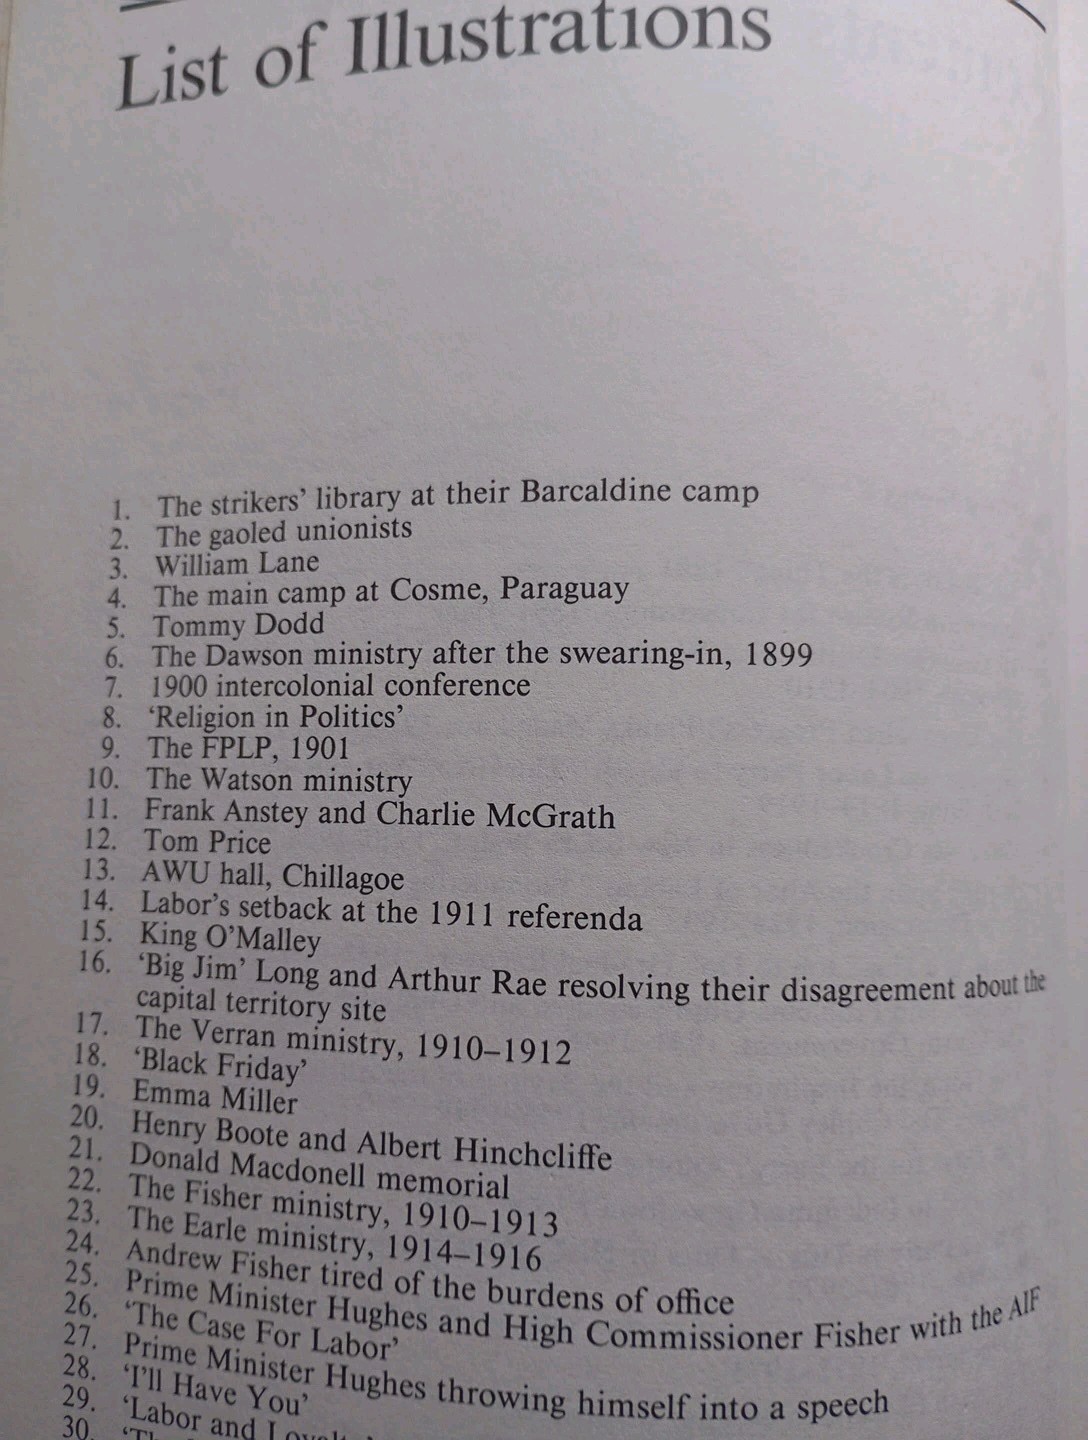 List of Illustrations
1. The strikers' library at their Barcaldine camp
2. The gaoled unionists
3. William Lane
4. The main camp at Cosme, Paraguay
5. Tommy Dodd
6. The Dawson ministry after the swearing-in, 1899
7. 1900 intercolonial conference
8. 'Religion in Politics'
9. The FPLP, 1901
10. The Watson ministry
11. Frank Anstey and Charlie McGrath
12. Tom Price
13. AWU hall, Chillagoe
14. Labor's setback at the 1911 referenda
15. King O'Malley
16. 'Big Jim' Long and Arthur Rae resolving their disagreement about the
capital territory site
17. The Verran ministry, 1910–1912
18. 'Black Friday'
19. Emma Miller
20. Henry Boote and Albert Hinchcliffe
21. Donald Macdonell memorial
22. The Fisher ministry, 1910–1913
23. The Earle ministry, 1914–1916
24. Andrew Fisher tired of the burdens of office
25. Prime Minister Hughes and High Commissioner Fisher with the AIF
26. 'The Case For Labor'
27. Prime Minister Hughes throwing himself into a speech
28. 'I'll Have You'
29. 'Labor and
30.